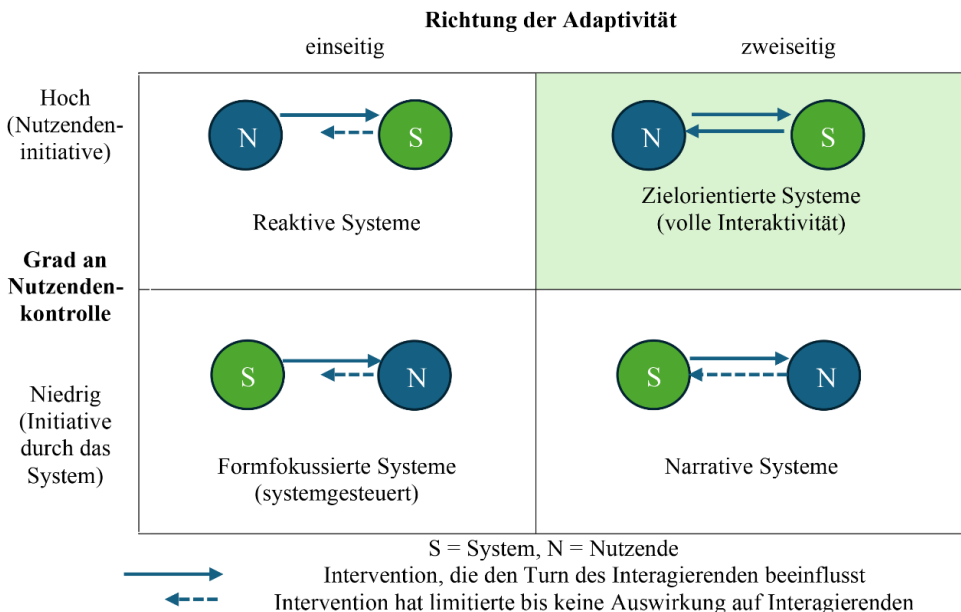 Richtung der Adaptivität
einseitig
zweiseitig
Hoch
(Nutzenden-
initiative)
N
S
Reaktive Systeme
N
S
Zielorientierte Systeme
(volle Interaktivität)
Grad an
Nutzenden-
kontrolle
Niedrig
(Initiative
durch das
System)
S
N
Formfokussierte Systeme
(systemgesteuert)
S
N
Narrative Systeme
S = System, N = Nutzende
Intervention, die den Turn des Interagierenden beeinflusst
Intervention hat limitierte bis keine Auswirkung auf Interagierenden